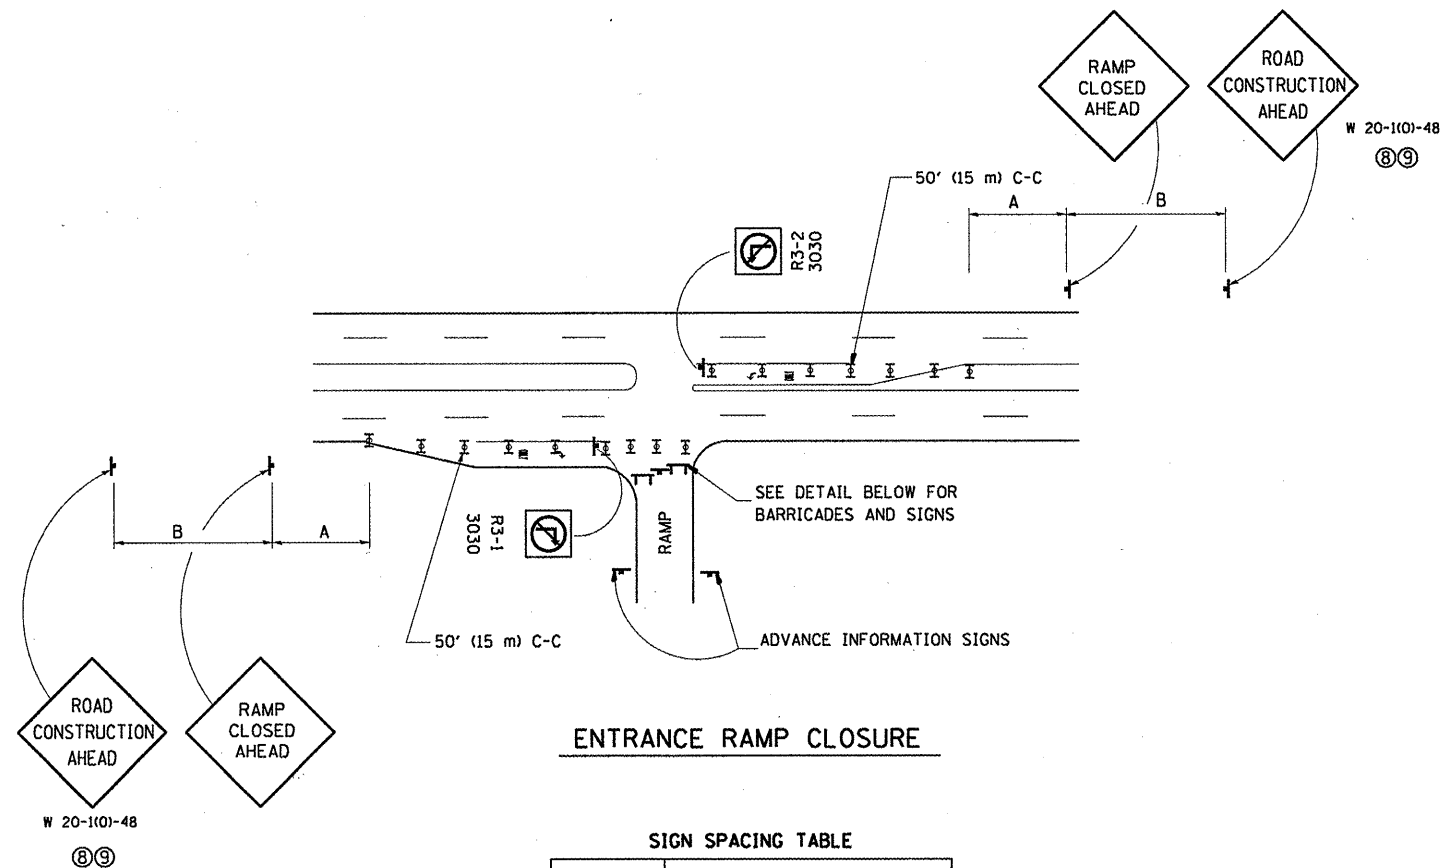 RAMP
CLOSED
AHEAD
ROAD
CONSTRUCTION
AHEAD
W 20-1(O)-48
⑧⑨
50' (15 m) C-C
A
B
R3-2
3030
SEE DETAIL BELOW FOR
BARRICADES AND SIGNS
B
A
R3-1
3030
RAMP
50' (15 m) C-C
ADVANCE INFORMATION SIGNS
ROAD
CONSTRUCTION
AHEAD
RAMP
CLOSED
AHEAD
W 20-1(O)-48
⑧⑨
ENTRANCE RAMP CLOSURE
SIGN SPACING TABLE